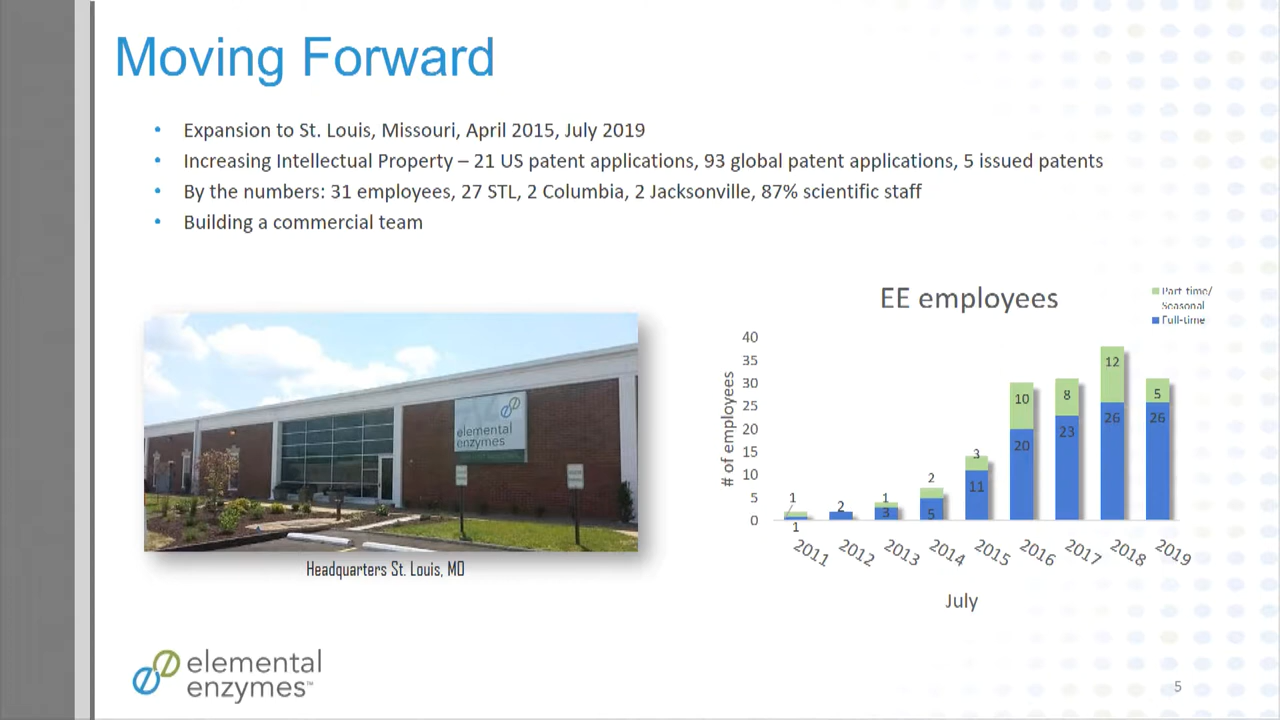 Moving Forward
• Expansion to St. Louis, Missouri, April 2015, July 2019
• Increasing Intellectual Property – 21 US patent applications, 93 global patent applications, 5 issued patents
• By the numbers: 31 employees, 27 STL, 2 Columbia, 2 Jacksonville, 87% scientific staff
• Building a commercial team
elemental
enzymes
Headquarters St. Louis, MO
EE employees
Part-time/
Seasonal
Full-time
# of employees
40
35
30
25
20
15
10
5
0
1
1
2
1
3
2
5
3
11
10
20
8
23
12
26
5
26
2011 2012 2013 2014 2015 2016 2017 2018 2019
July
elemental
enzymes™
5